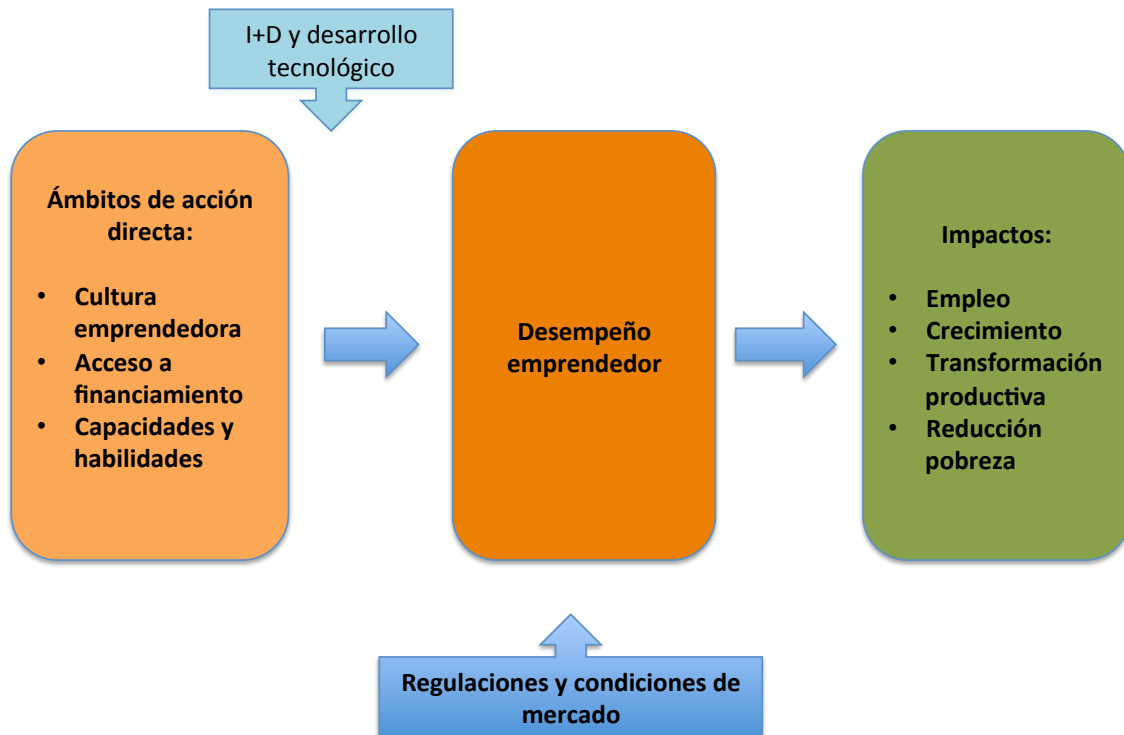 I+D y desarrollo
tecnológico
Ámbitos de acción
directa:
• Cultura
emprendedora
• Acceso a
financiamiento
• Capacidades y
habilidades
Desempeño
emprendedor
Impactos:
• Empleo
• Crecimiento
• Transformación
productiva
• Reducción
pobreza
Regulaciones y condiciones de
mercado